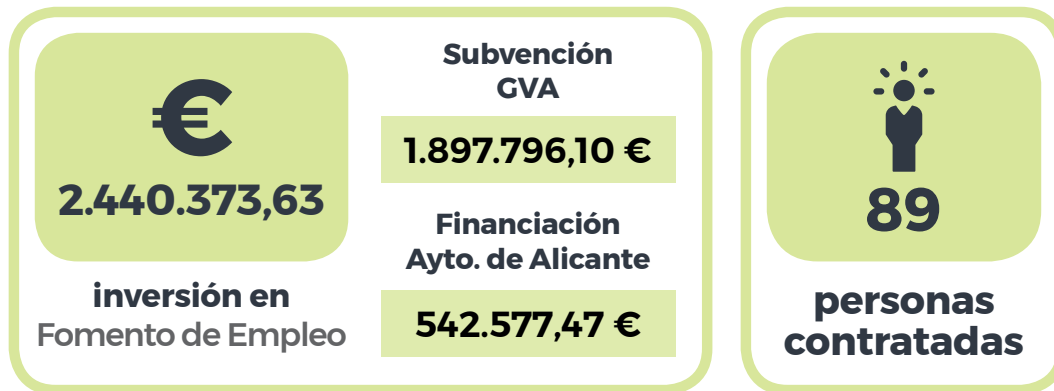 €
2.440.373,63
inversión en
Fomento de Empleo
Subvención
GVA
1.897.796,10 €
Financiación
Ayto. de Alicante
542.577,47 €
89
personas
contratadas